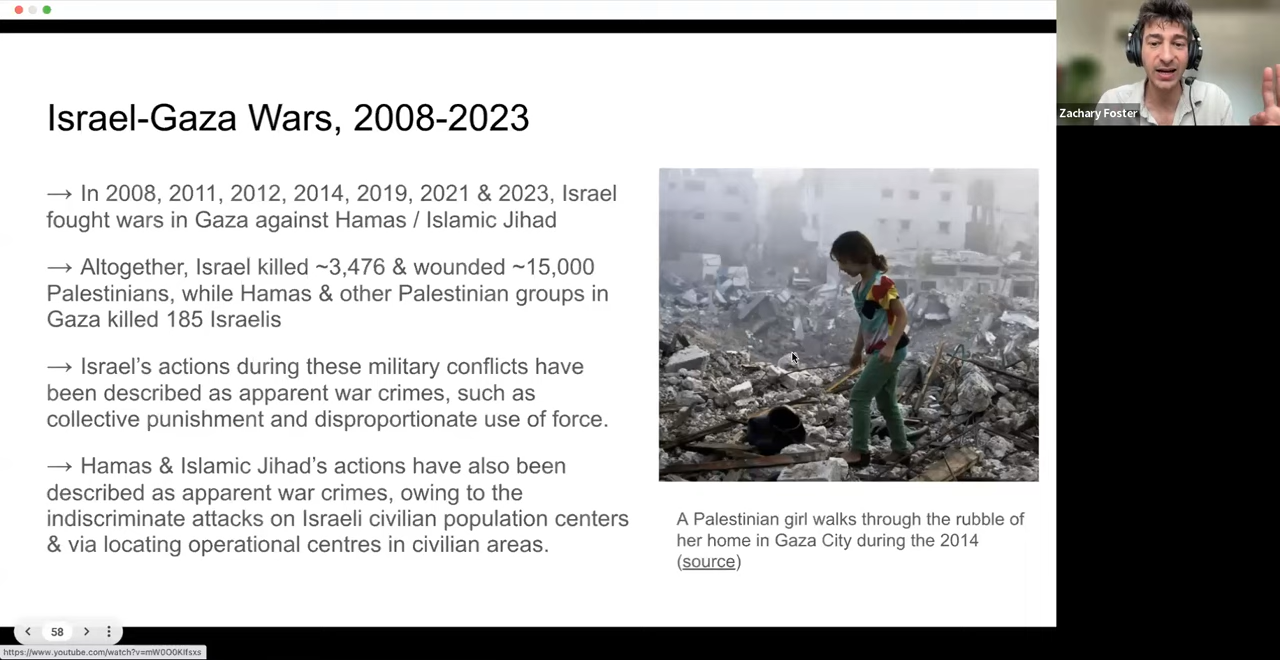 Israel-Gaza Wars, 2008-2023
→ In 2008, 2011, 2012, 2014, 2019, 2021 & 2023, Israel
fought wars in Gaza against Hamas / Islamic Jihad
→ Altogether, Israel killed ~3,476 & wounded ~15,000
Palestinians, while Hamas & other Palestinian groups in
Gaza killed 185 Israelis
→ Israel's actions during these military conflicts have
been described as apparent war crimes, such as
collective punishment and disproportionate use of force.
→ Hamas & Islamic Jihad's actions have also been
described as apparent war crimes, owing to the
indiscriminate attacks on Israeli civilian population centers
& via locating operational centres in civilian areas.
A Palestinian girl walks through the rubble of
her home in Gaza City during the 2014
(source)
Zachary Foster
58